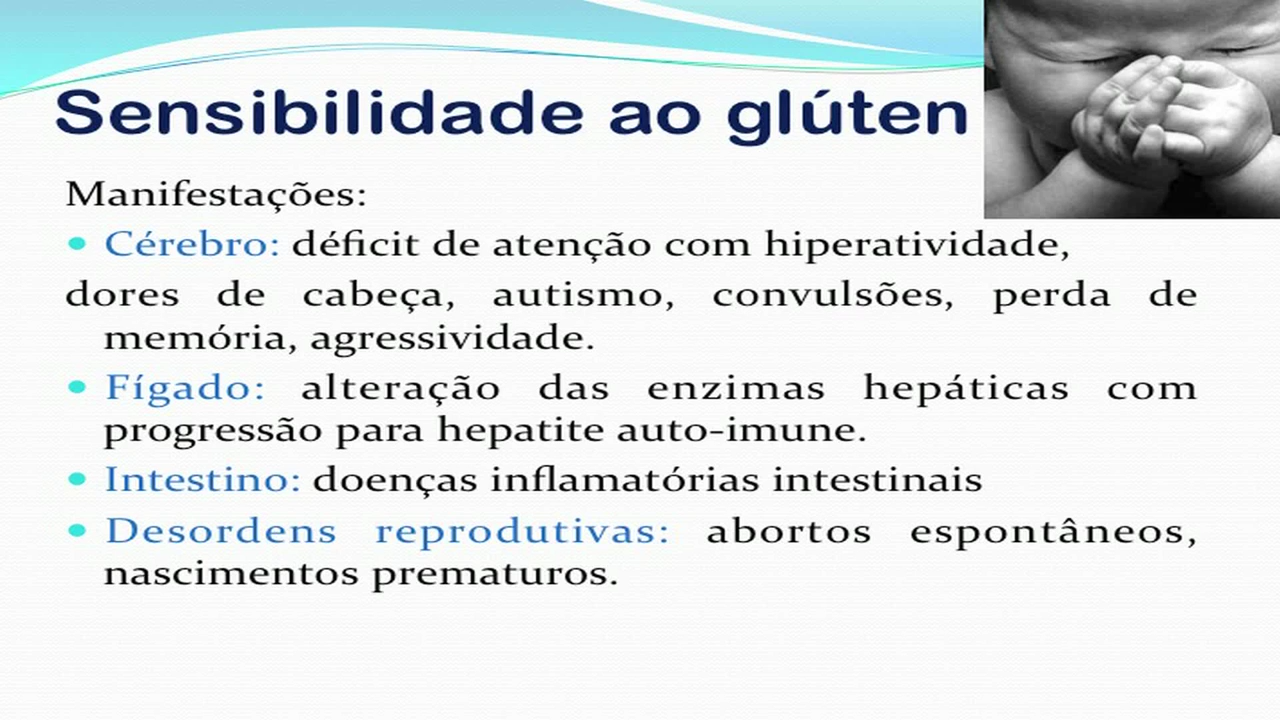 Sensibilidade ao glúten
Manifestações:
• Cérebro: déficit de atenção com hiperatividade,
dores de cabeça, autismo, convulsões, perda de
memória, agressividade.
• Fígado: alteração das enzimas hepáticas com
progressão para hepatite auto-imune.
• Intestino: doenças inflamatórias intestinais
• Desordens reprodutivas: abortos espontâneos,
nascimentos prematuros.